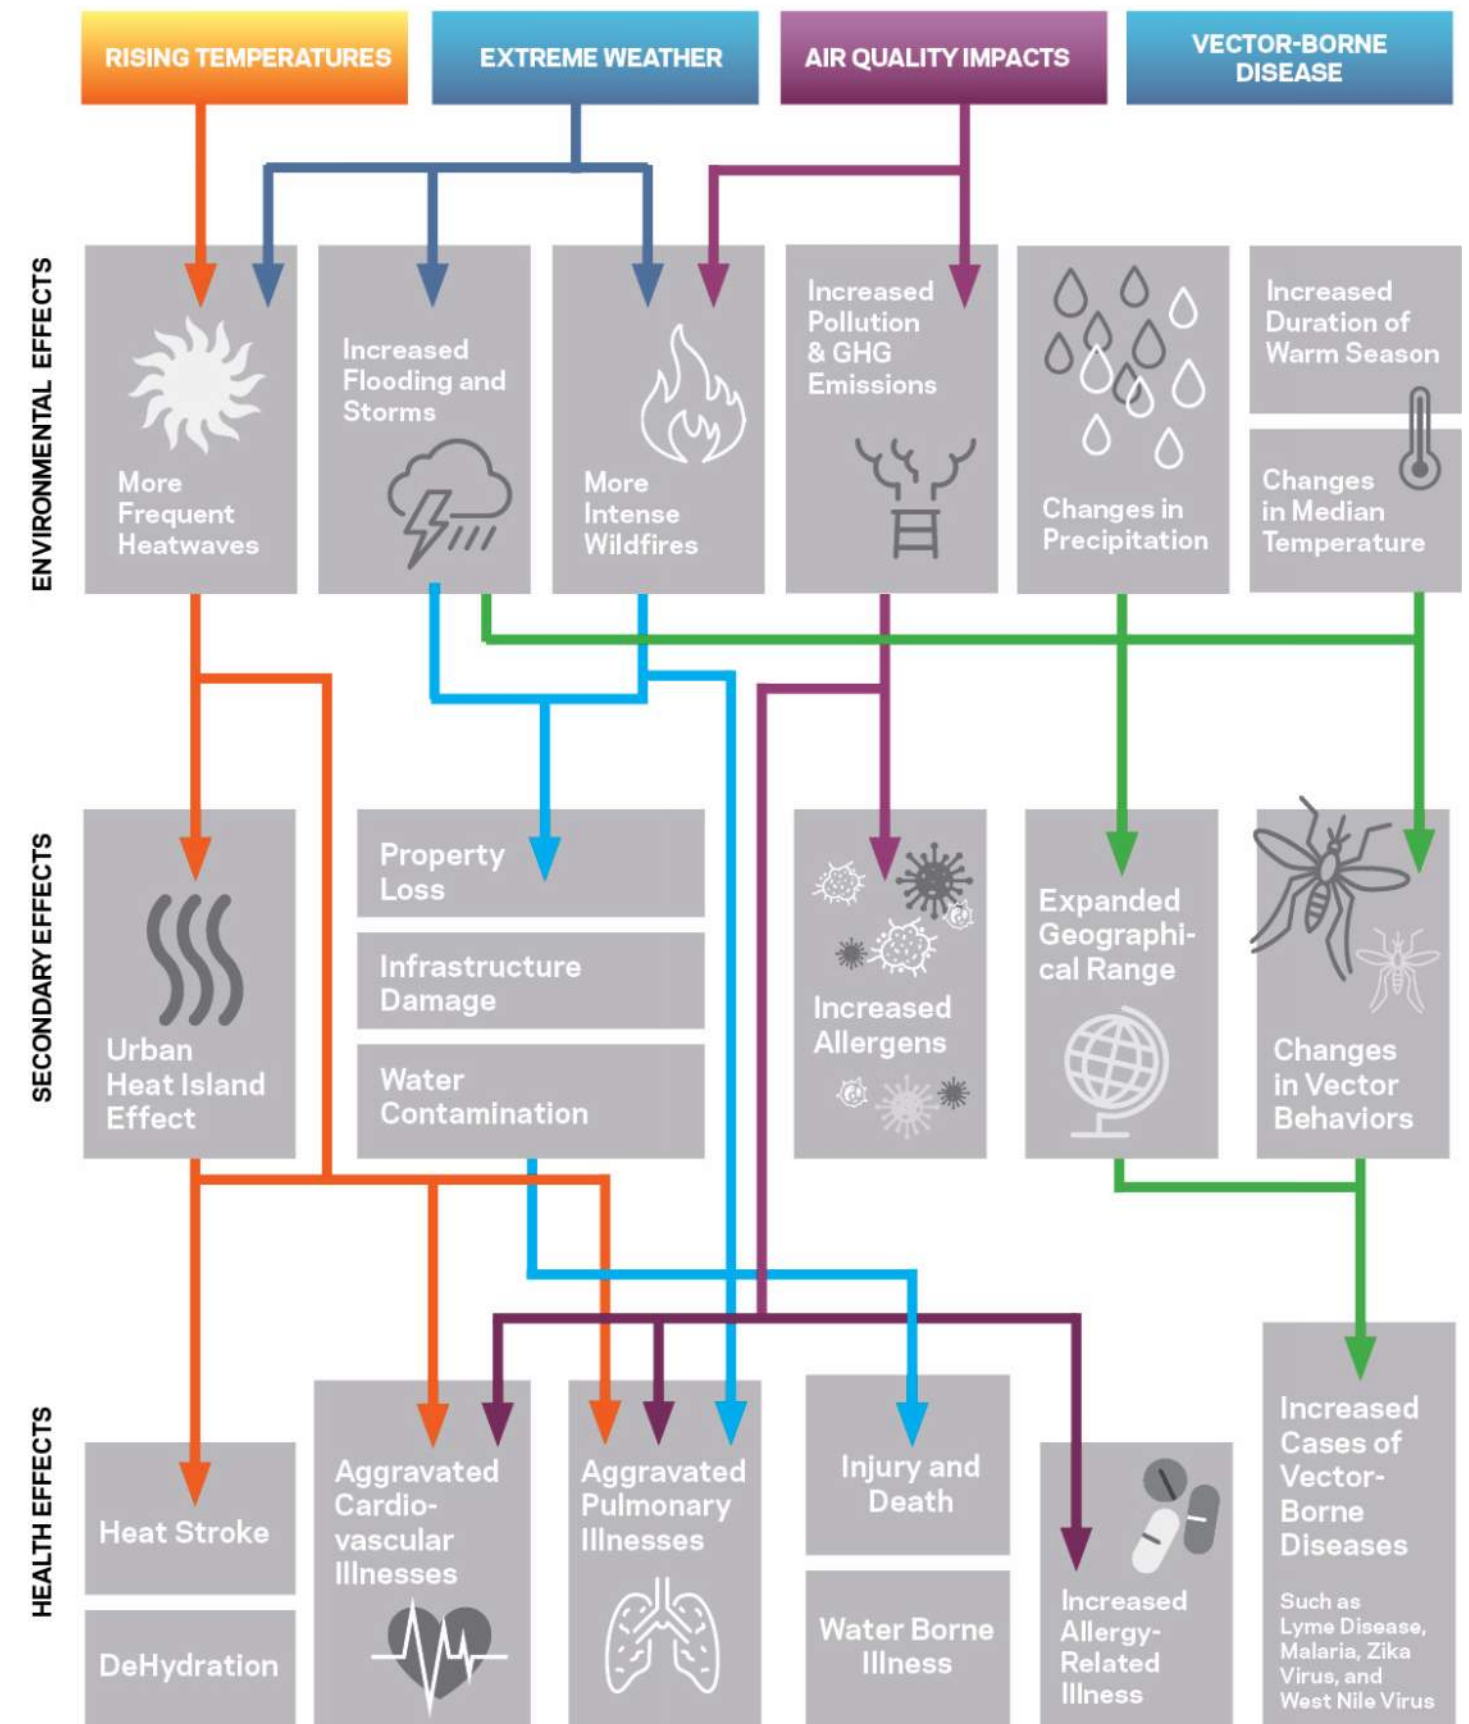 RISING TEMPERATURES
EXTREME WEATHER
AIR QUALITY IMPACTS
VECTOR-BORNE
DISEASE
ENVIRONMENTAL EFFECTS
More
Frequent
Heatwaves
Increased
Flooding and
Storms
More
Intense
Wildfires
Increased
Pollution
& GHG
Emissions
Changes in
Precipitation
Increased
Duration of
Warm Season
Changes
in Median
Temperature
SECONDARY EFFECTS
Urban
Heat Island
Effect
Property
Loss
Infrastructure
Damage
Water
Contamination
Increased
Allergens
Expanded
Geographi-
cal Range
Changes
in Vector
Behaviors
HEALTH EFFECTS
Heat Stroke
DeHydration
Aggravated
Cardio-
vascular
Illnesses
Aggravated
Pulmonary
Illnesses
Injury and
Death
Water Borne
Illness
Increased
Allergy-
Related
Illness
Increased
Cases of
Vector-
Borne
Diseases
Such as
Lyme Disease,
Malaria, Zika
Virus, and
West Nile Virus